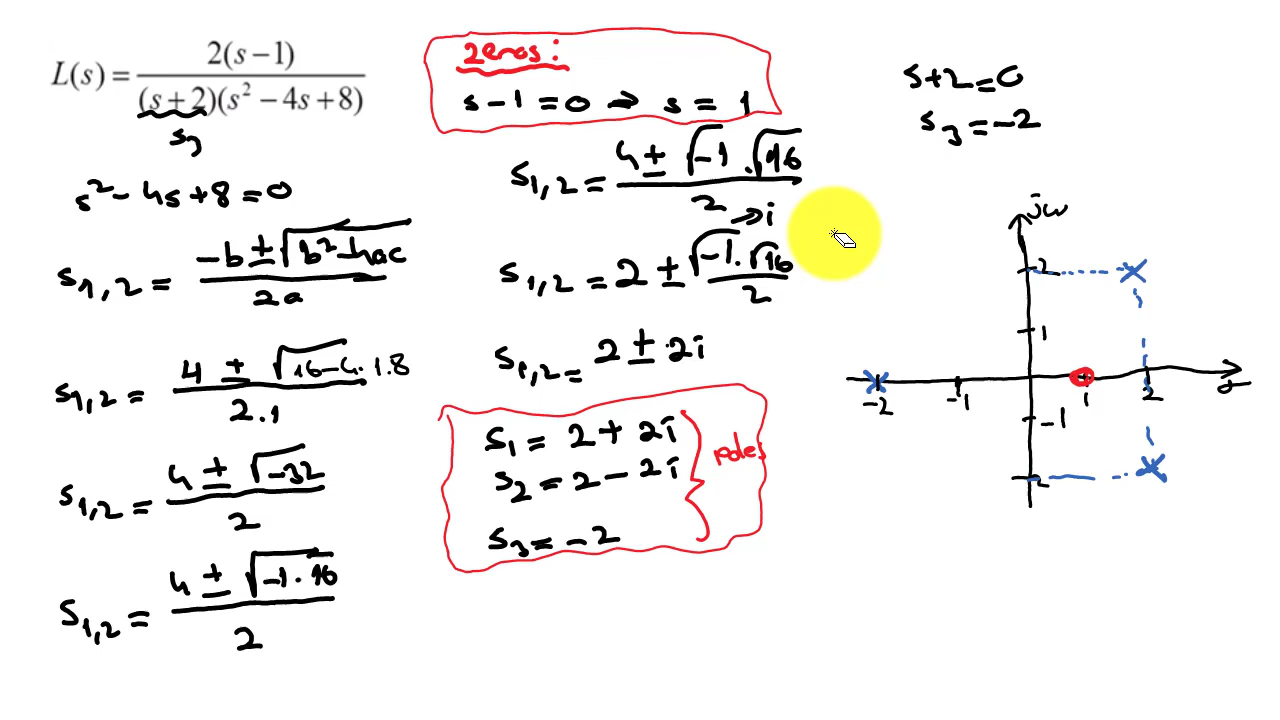 L(s) = 2(s−1) / (s+2)(s² − 4s + 8)
s₃
s² − 4s + 8 = 0
s₁,₂ = −b ± √(b² − 4ac) / 2a
s₁,₂ = 4 ± √(16 − 4·1·8) / 2·1
s₁,₂ = 4 ± √(−32) / 2
s₁,₂ = 4 ± √(−1·16) / 2
Zeros:
s − 1 = 0 ⇒ s = 1
s₁,₂ = 4 ± √−1 · √16 / 2
→ i
s₁,₂ = 2 ± √−1 · √16 / 2
s₁,₂ = 2 ± 2i
s₁ = 2 + 2i
s₂ = 2 − 2i
s₃ = −2
poles
s + 2 = 0
s₃ = −2
jω
2
1
−2 −1 1 2 σ
−1
−2